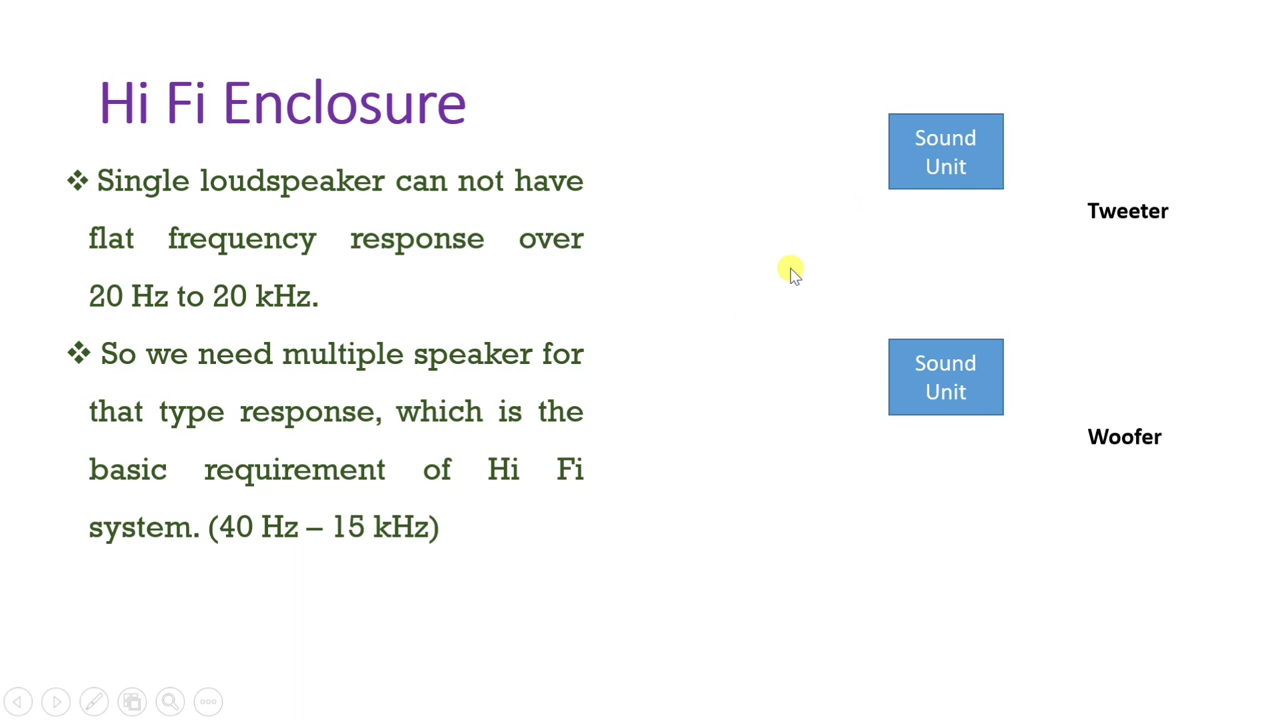 Hi Fi Enclosure
Single loudspeaker can not have
flat frequency response over
20 Hz to 20 kHz.
So we need multiple speaker for
that type response, which is the
basic requirement of Hi Fi
system. (40 Hz – 15 kHz)
Sound
Unit
Tweeter
Sound
Unit
Woofer